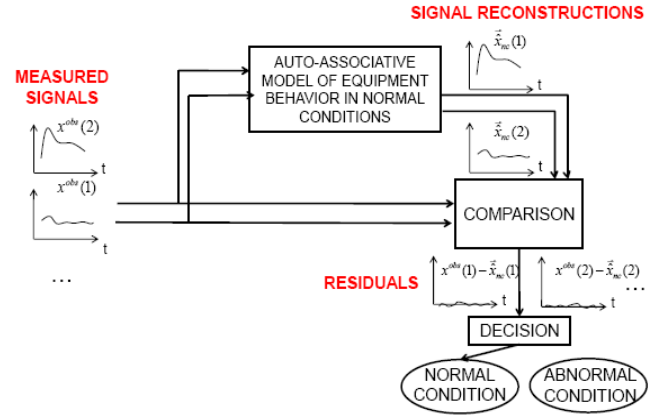 SIGNAL RECONSTRUCTIONS
AUTO-ASSOCIATIVE
MODEL OF EQUIPMENT
BEHAVIOR IN NORMAL
CONDITIONS
x̂⃗_nc(1)
t
MEASURED
SIGNALS
x^obs(2)
t
x̂⃗_nc(2)
t
x^obs(1)
t
...
COMPARISON
RESIDUALS
x^obs(1) − x̂⃗_nc(1)
t
x^obs(2) − x̂⃗_nc(2)
t
...
DECISION
NORMAL
CONDITION
ABNORMAL
CONDITION